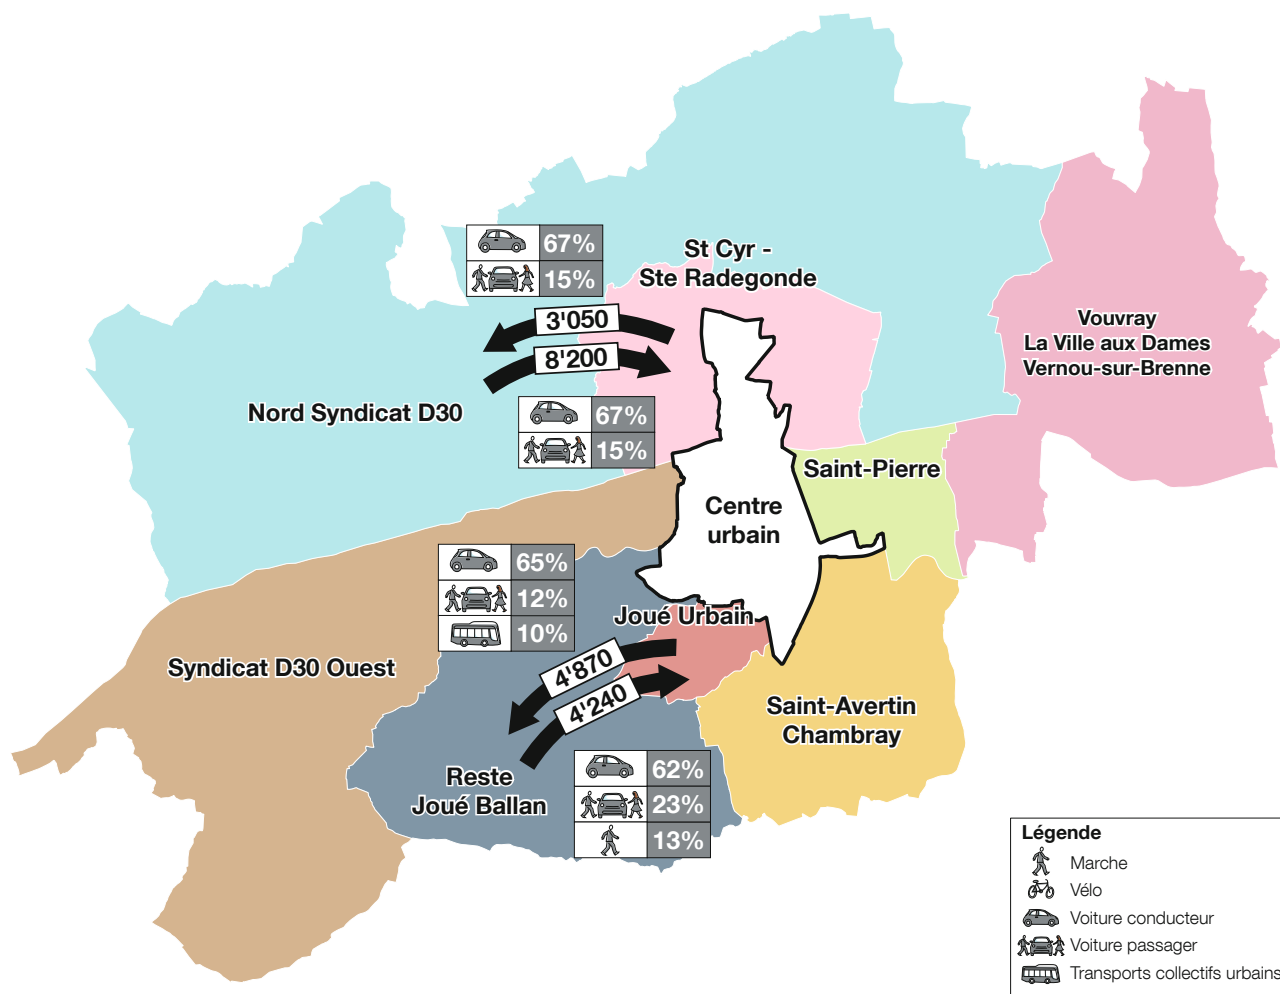 St Cyr -
Ste Radegonde
67%
15%
3'050
8'200
67%
15%
Vouvray
La Ville aux Dames
Vernou-sur-Brenne
Nord Syndicat D30
Saint-Pierre
Centre
urbain
65%
12%
10%
Joué Urbain
4'870
4'240
Syndicat D30 Ouest
Saint-Avertin
Chambray
Reste
Joué Ballan
62%
23%
13%
Légende
Marche
Vélo
Voiture conducteur
Voiture passager
Transports collectifs urbains